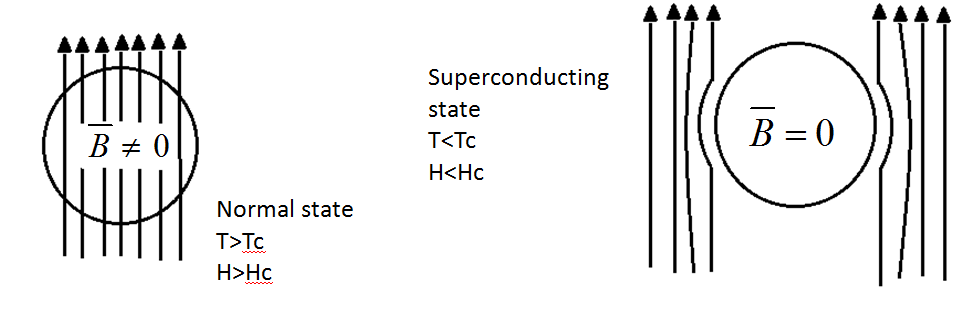 B̅ ≠ 0
Normal state
T>Tc
H>Hc
Superconducting
state
T<Tc
H<Hc
B̅ = 0